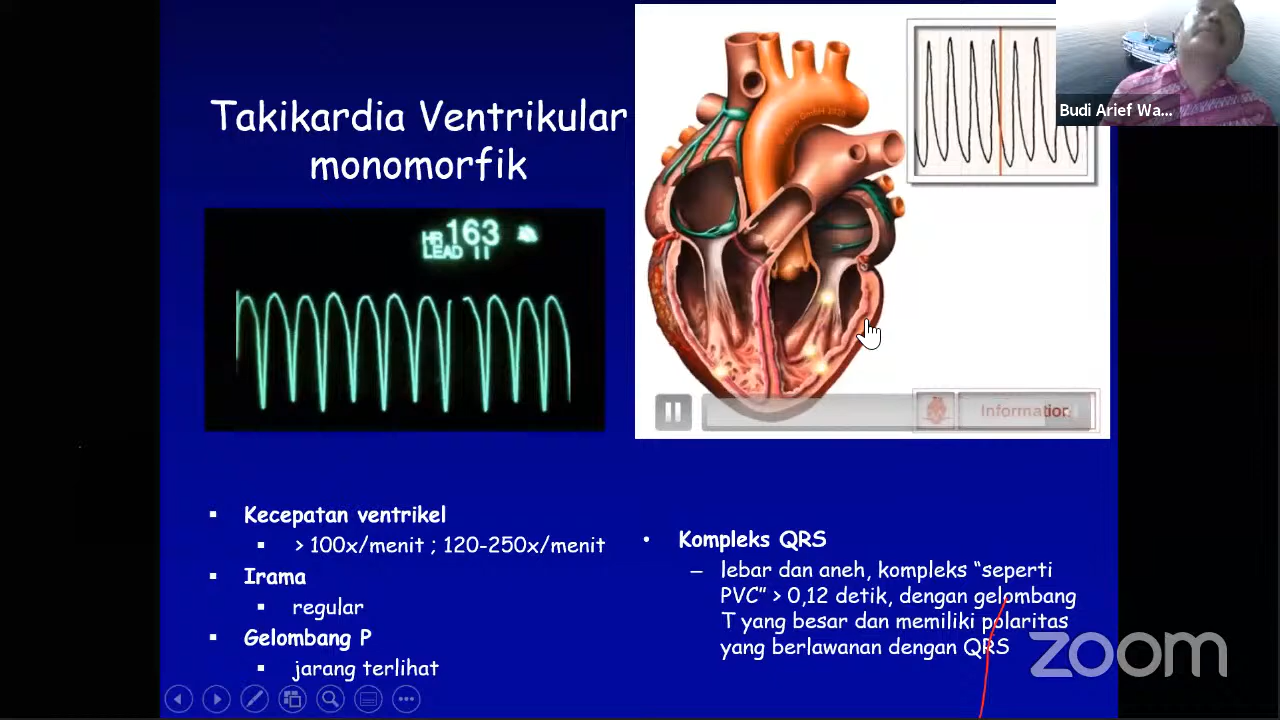 Takikardia Ventrikular
monomorfik
HR 163
LEAD II
Budi Arief Wa...
Information
▪ Kecepatan ventrikel
▪ > 100x/menit ; 120-250x/menit
▪ Irama
▪ regular
▪ Gelombang P
▪ jarang terlihat
• Kompleks QRS
– lebar dan aneh, kompleks “seperti
PVC” > 0,12 detik, dengan gelombang
T yang besar dan memiliki polaritas
yang berlawanan dengan QRS
zoom